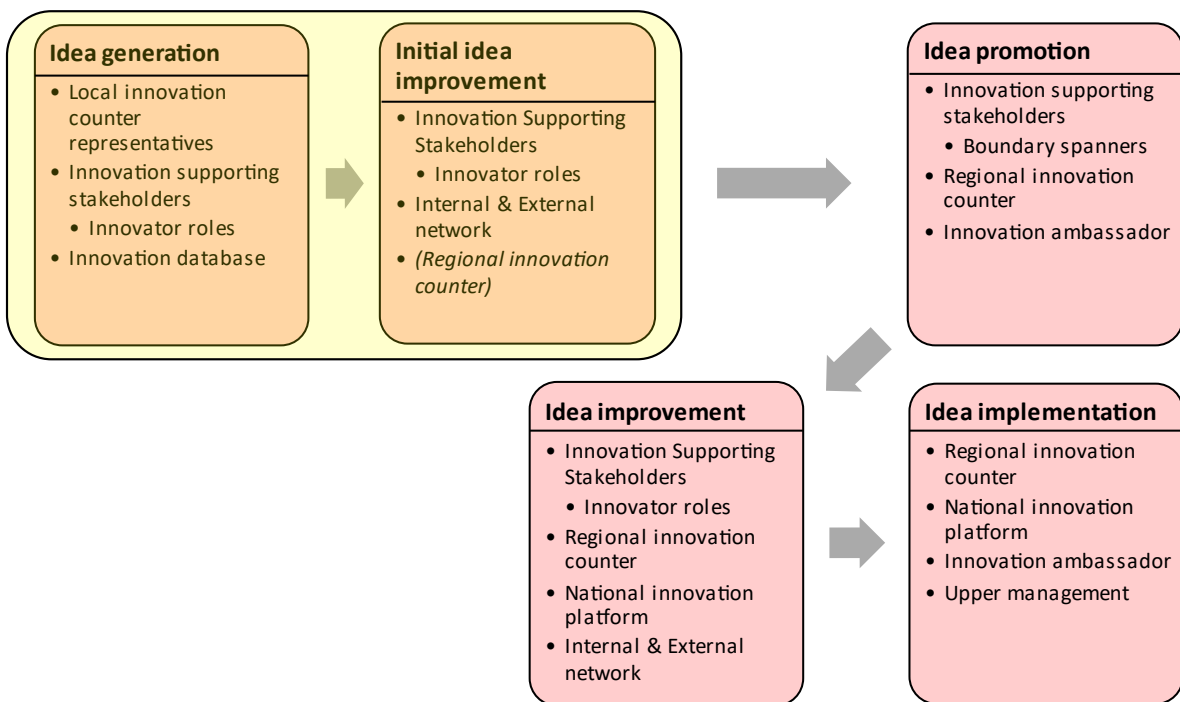 Idea generation
• Local innovation
counter
representatives
• Innovation supporting
stakeholders
• Innovator roles
• Innovation database
Initial idea
improvement
• Innovation Supporting
Stakeholders
• Innovator roles
• Internal & External
network
• (Regional innovation
counter)
Idea promotion
• Innovation supporting
stakeholders
• Boundary spanners
• Regional innovation
counter
• Innovation ambassador
Idea improvement
• Innovation Supporting
Stakeholders
• Innovator roles
• Regional innovation
counter
• National innovation
platform
• Internal & External
network
Idea implementation
• Regional innovation
counter
• National innovation
platform
• Innovation ambassador
• Upper management